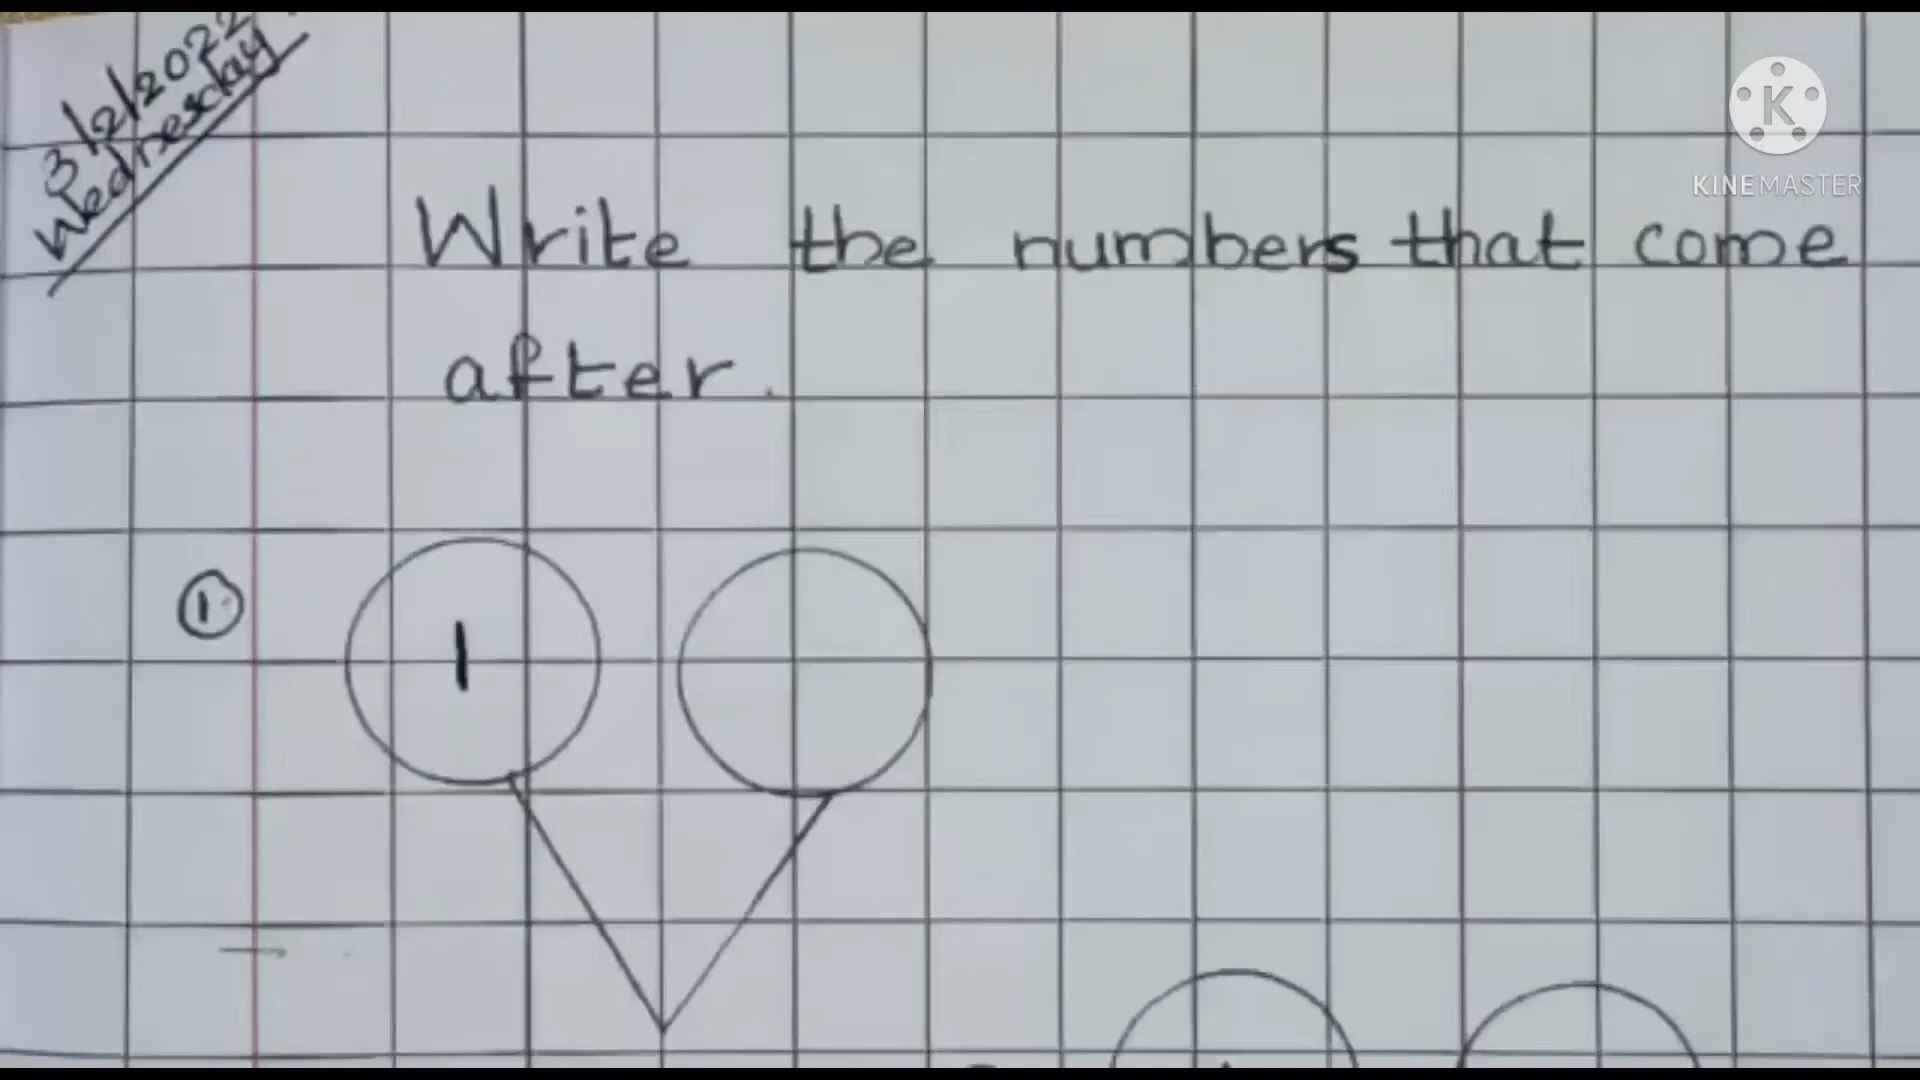 3/2/2022
Wednesday
KINEMASTER
Write the numbers that come
after.
1
1